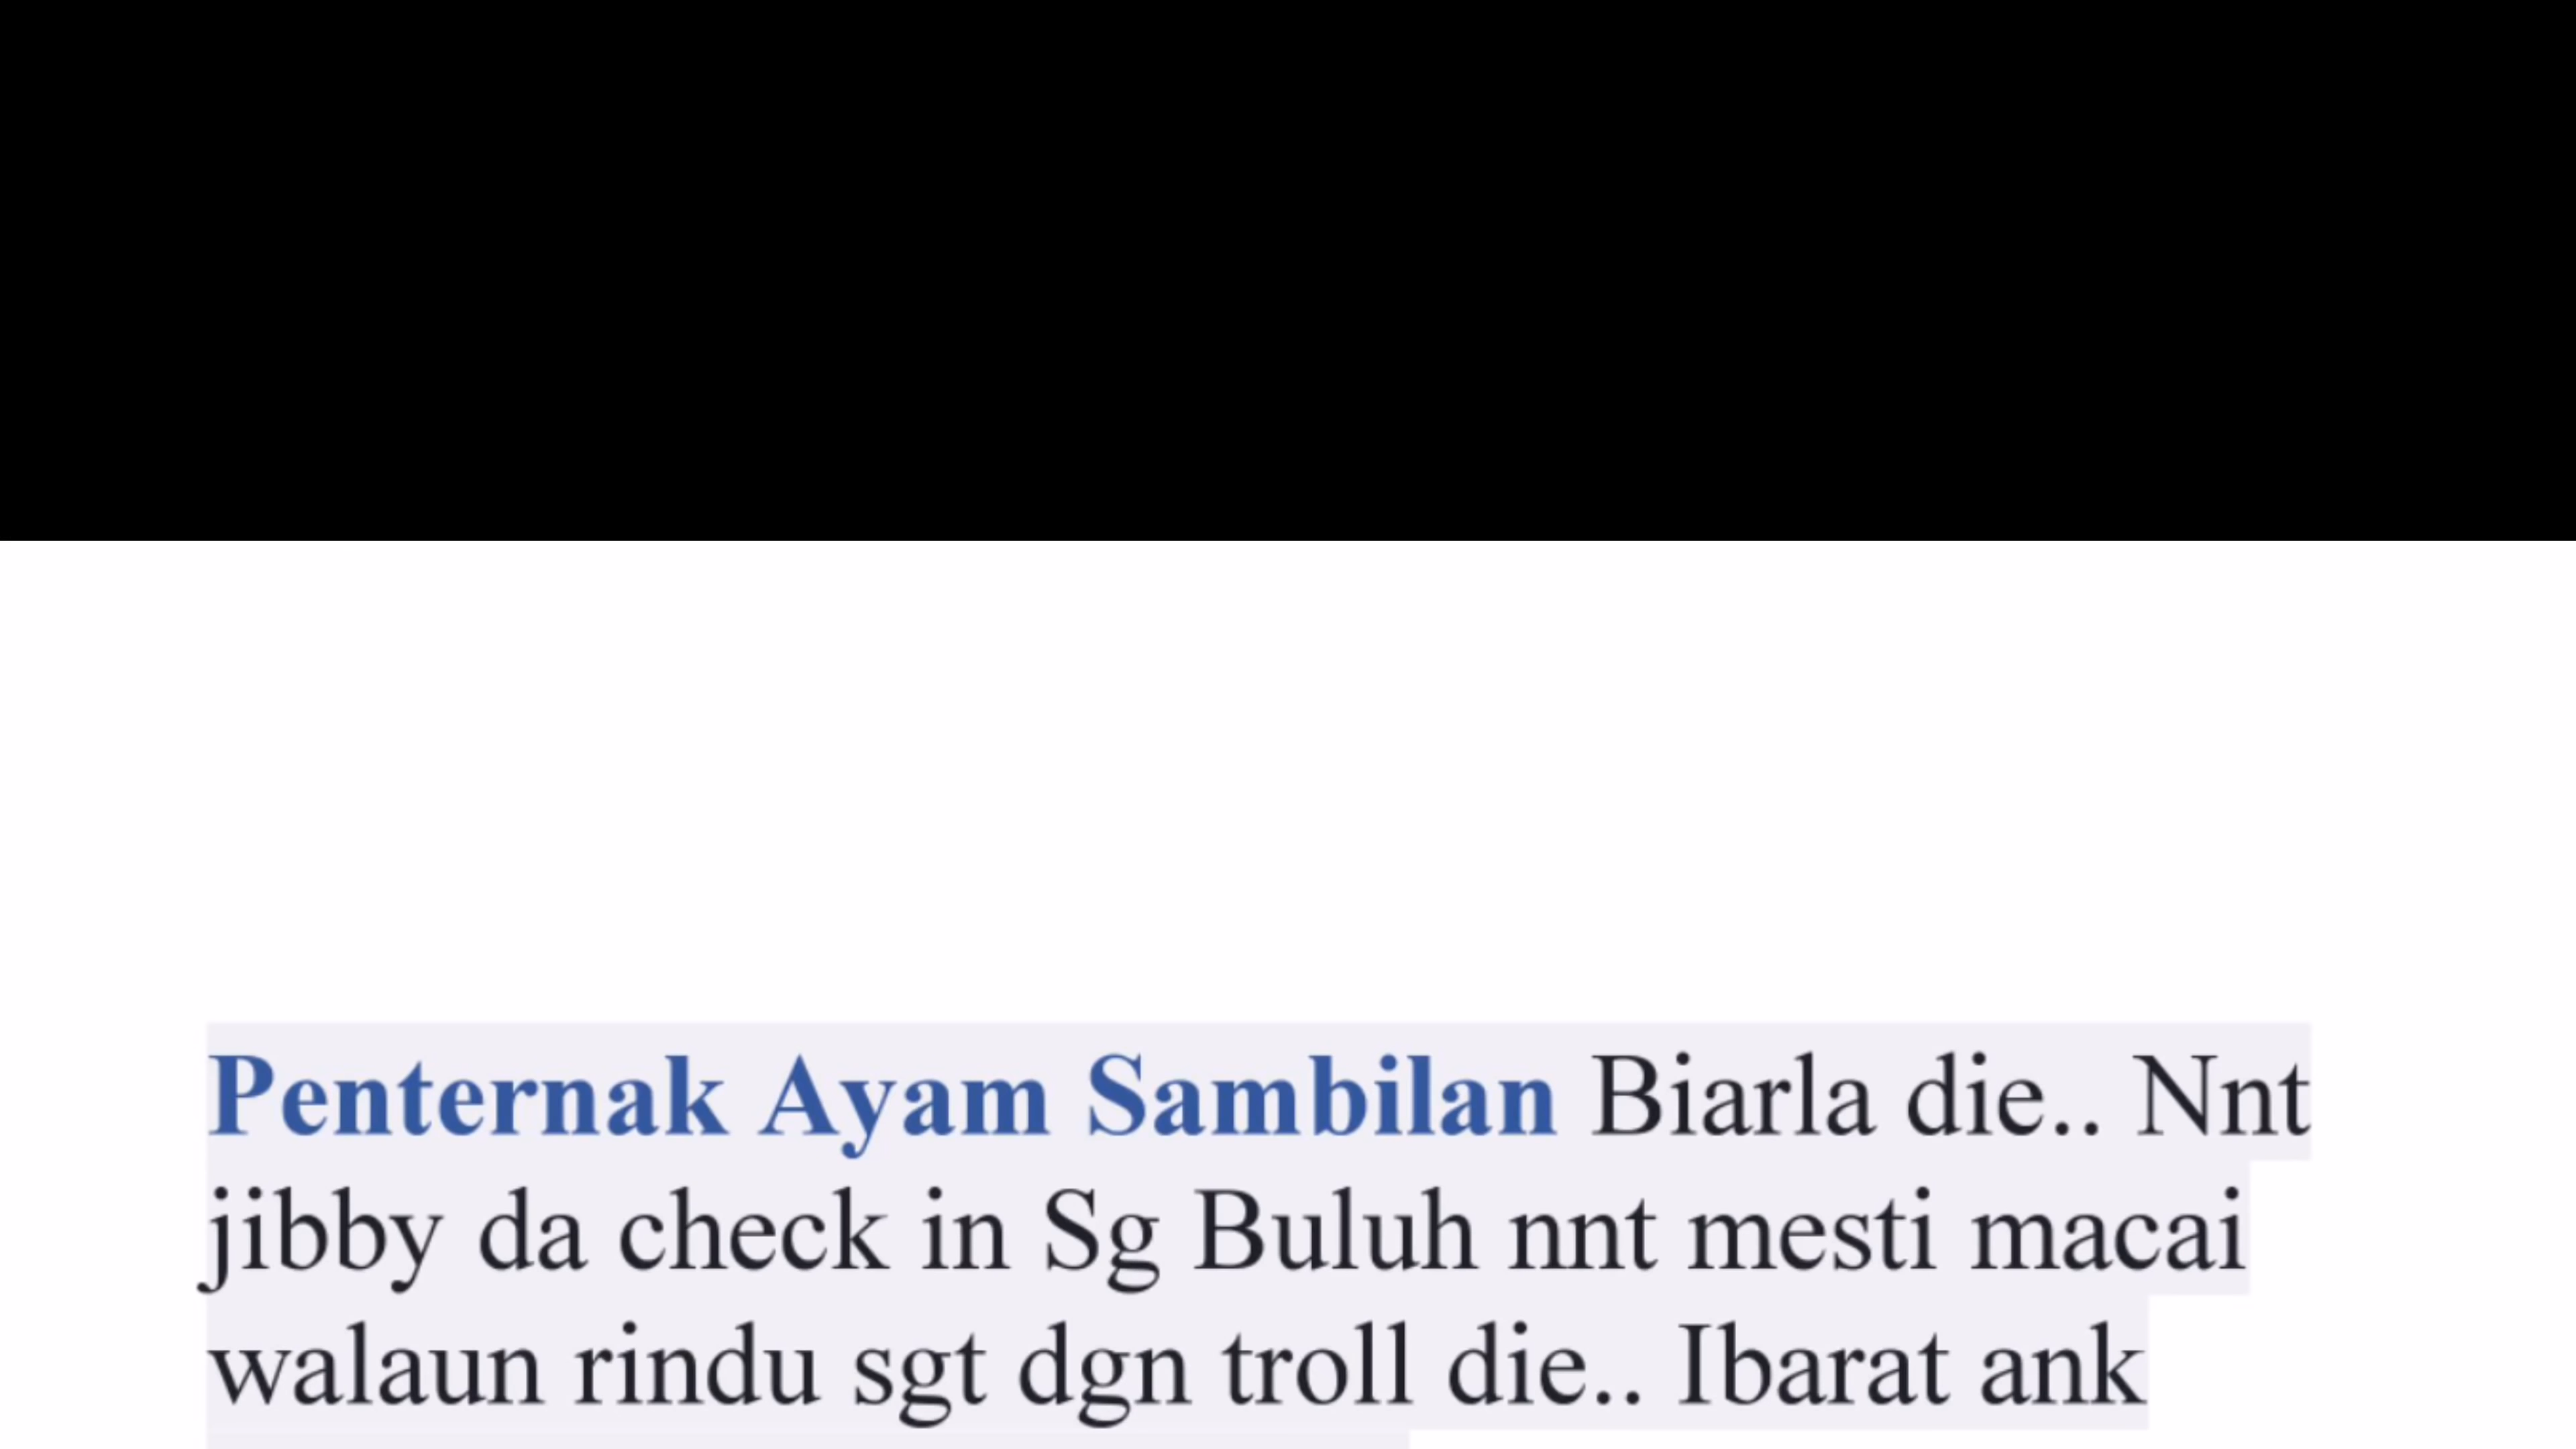 Penternak Ayam Sambilan Biarla die.. Nnt
jibby da check in Sg Buluh nnt mesti macai
walaun rindu sgt dgn troll die.. Ibarat ank